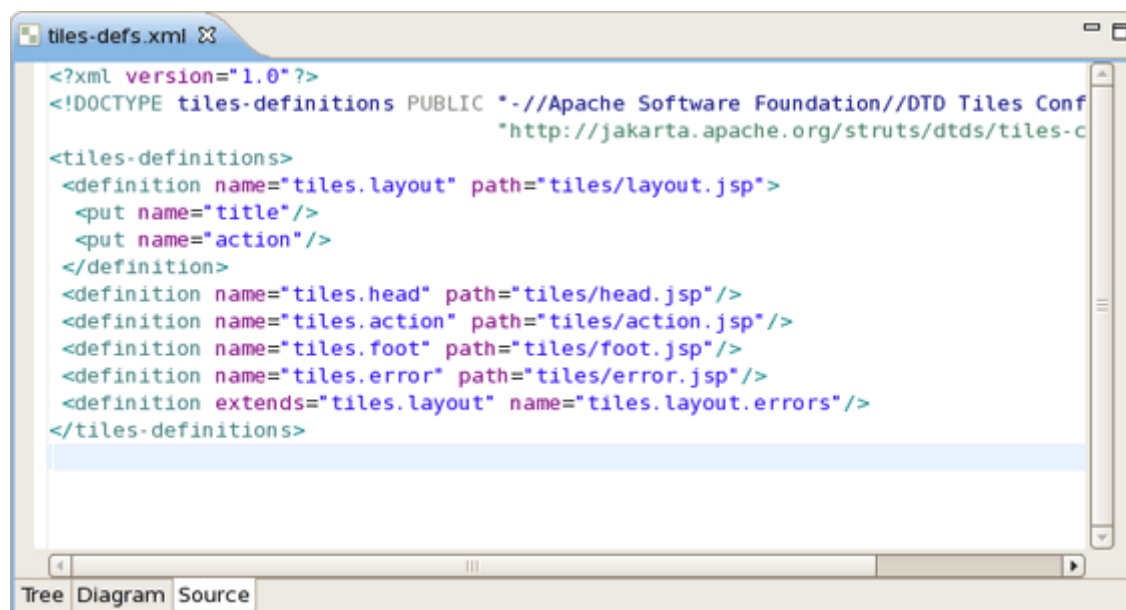 tiles-defs.xml
<?xml version="1.0"?>
<!DOCTYPE tiles-definitions PUBLIC "-//Apache Software Foundation//DTD Tiles Conf
"http://jakarta.apache.org/struts/dtds/tiles-c
<tiles-definitions>
<definition name="tiles.layout" path="tiles/layout.jsp">
<put name="title"/>
<put name="action"/>
</definition>
<definition name="tiles.head" path="tiles/head.jsp"/>
<definition name="tiles.action" path="tiles/action.jsp"/>
<definition name="tiles.foot" path="tiles/foot.jsp"/>
<definition name="tiles.error" path="tiles/error.jsp"/>
<definition extends="tiles.layout" name="tiles.layout.errors"/>
</tiles-definitions>
Tree Diagram Source